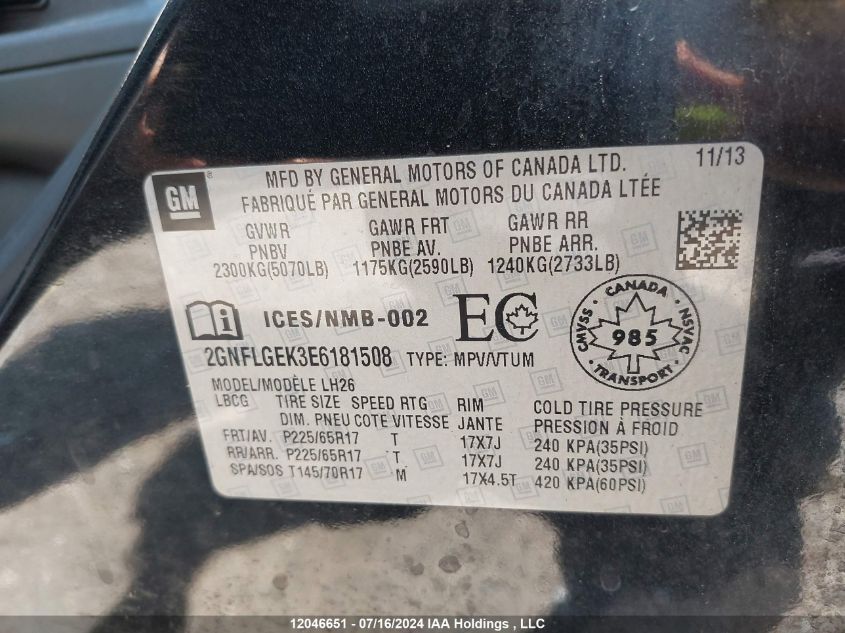 GM
MFD BY GENERAL MOTORS OF CANADA LTD. 11/13
FABRIQUÉ PAR GENERAL MOTORS DU CANADA LTÉE
GVWR GAWR FRT GAWR RR
PNBV PNBE AV. PNBE ARR.
2300KG(5070LB) 1175KG(2590LB) 1240KG(2733LB)
ICES/NMB-002 EC
CANADA
CMVSS 985 NSVAC
TRANSPORT
2GNFLGEK3E6181508 TYPE: MPV/VTUM
MODEL/MODÈLE LH26
LBCG TIRE SIZE SPEED RTG RIM COLD TIRE PRESSURE
DIM. PNEU COTE VITESSE JANTE PRESSION À FROID
FRT/AV. P225/65R17 T 17X7J 240 KPA(35PSI)
RR/ARR. P225/65R17 T 17X7J 240 KPA(35PSI)
SPA/SOS T145/70R17 M 17X4.5T 420 KPA(60PSI)
12046651 - 07/16/2024 IAA Holdings , LLC